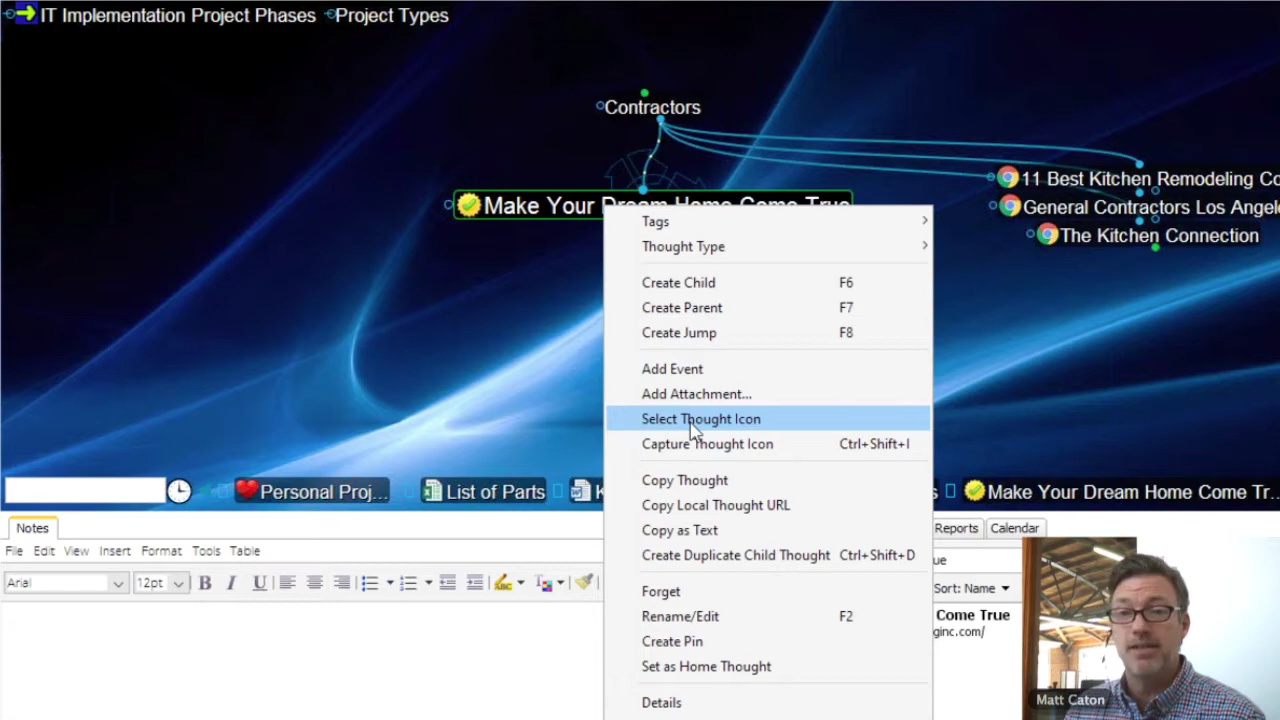 IT Implementation Project Phases
Project Types
Contractors
11 Best Kitchen Remodeling Co
Make Your Dream Home Come True
General Contractors Los Angel
The Kitchen Connection
Tags
Thought Type
Create Child F6
Create Parent F7
Create Jump F8
Add Event
Add Attachment...
Select Thought Icon
Capture Thought Icon Ctrl+Shift+I
Copy Thought
Copy Local Thought URL
Copy as Text
Create Duplicate Child Thought Ctrl+Shift+D
Forget
Rename/Edit F2
Create Pin
Set as Home Thought
Details
Personal Proj...
List of Parts
K
s
Make Your Dream Home Come Tr...
Notes
Reports
Calendar
File Edit View Insert Format Tools Table
ue
Arial 12pt B I U
Sort: Name
Come True
ginc.com/
Matt Caton